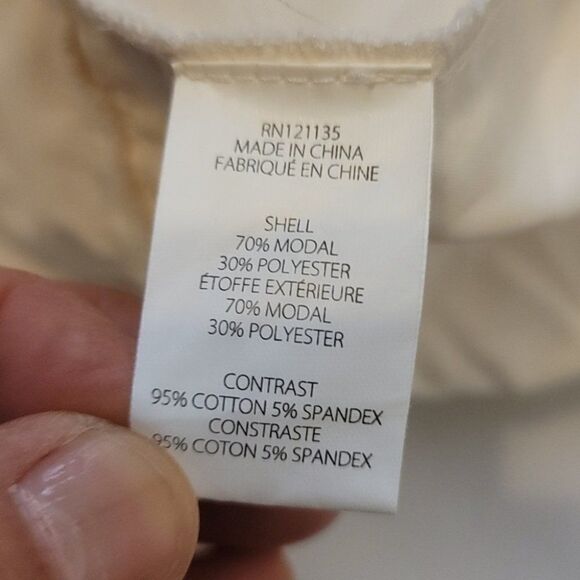 RN121135
MADE IN CHINA
FABRIQUÉ EN CHINE
SHELL
70% MODAL
30% POLYESTER
ÉTOFFE EXTÉRIEURE
70% MODAL
30% POLYESTER
CONTRAST
95% COTTON 5% SPANDEX
CONSTRASTE
95% COTON 5% SPANDEX